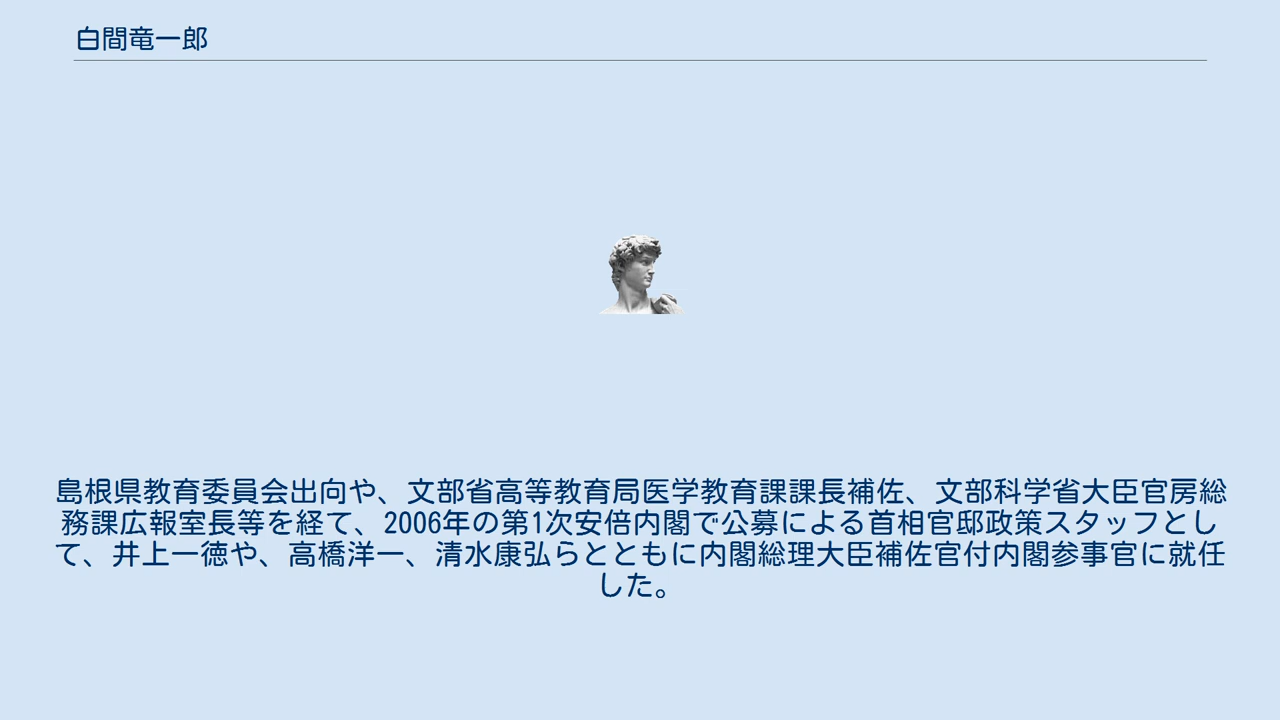 白間竜一郎
島根県教育委員会出向や、文部省高等教育局医学教育課課長補佐、文部科学省大臣官房総
務課広報室長等を経て、2006年の第1次安倍内閣で公募による首相官邸政策スタッフとし
て、井上一徳や、高橋洋一、清水康弘らとともに内閣総理大臣補佐官付内閣参事官に就任
した。